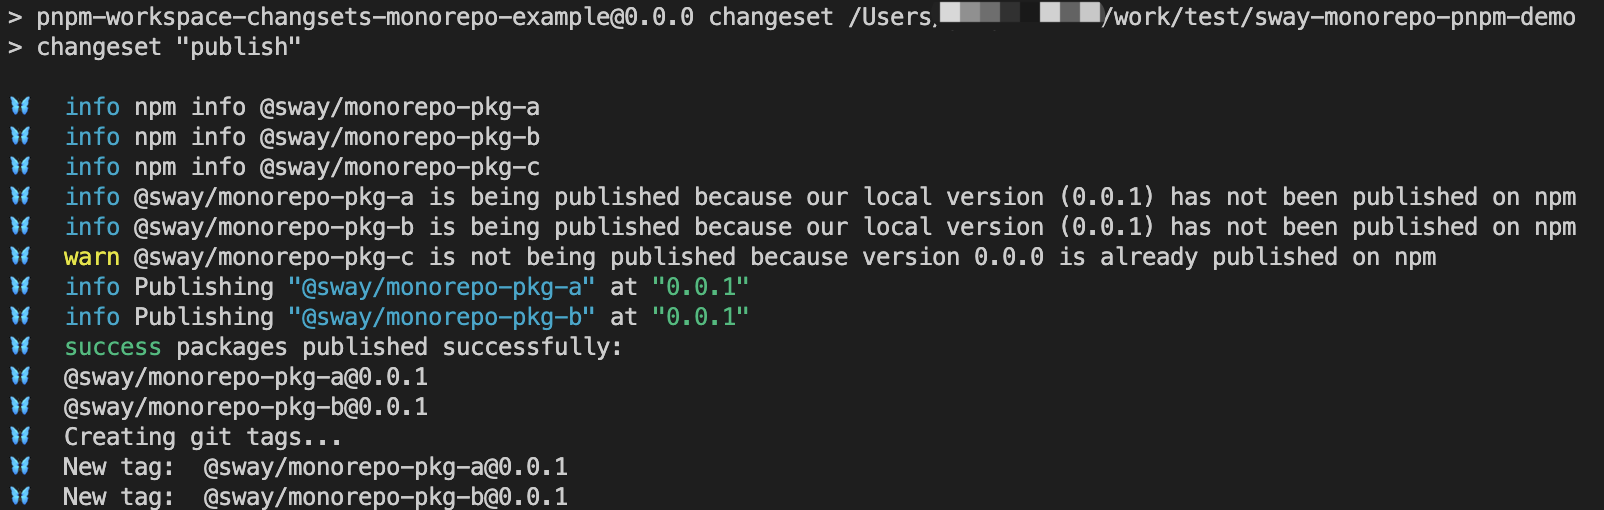 > pnpm-workspace-changsets-monorepo-example@0.0.0 changeset /Users/ /work/test/sway-monorepo-pnpm-demo
> changeset "publish"
info npm info @sway/monorepo-pkg-a
info npm info @sway/monorepo-pkg-b
info npm info @sway/monorepo-pkg-c
info @sway/monorepo-pkg-a is being published because our local version (0.0.1) has not been published on npm
info @sway/monorepo-pkg-b is being published because our local version (0.0.1) has not been published on npm
warn @sway/monorepo-pkg-c is not being published because version 0.0.0 is already published on npm
info Publishing "@sway/monorepo-pkg-a" at "0.0.1"
info Publishing "@sway/monorepo-pkg-b" at "0.0.1"
success packages published successfully:
@sway/monorepo-pkg-a@0.0.1
@sway/monorepo-pkg-b@0.0.1
Creating git tags...
New tag:  @sway/monorepo-pkg-a@0.0.1
New tag:  @sway/monorepo-pkg-b@0.0.1